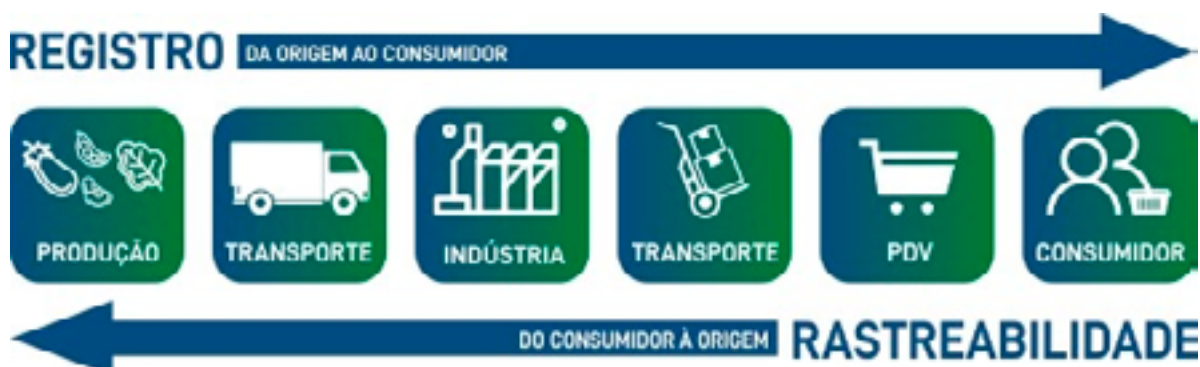 REGISTRO DA ORIGEM AO CONSUMIDOR
PRODUÇÃO TRANSPORTE INDÚSTRIA TRANSPORTE PDV CONSUMIDOR
DO CONSUMIDOR À ORIGEM RASTREABILIDADE